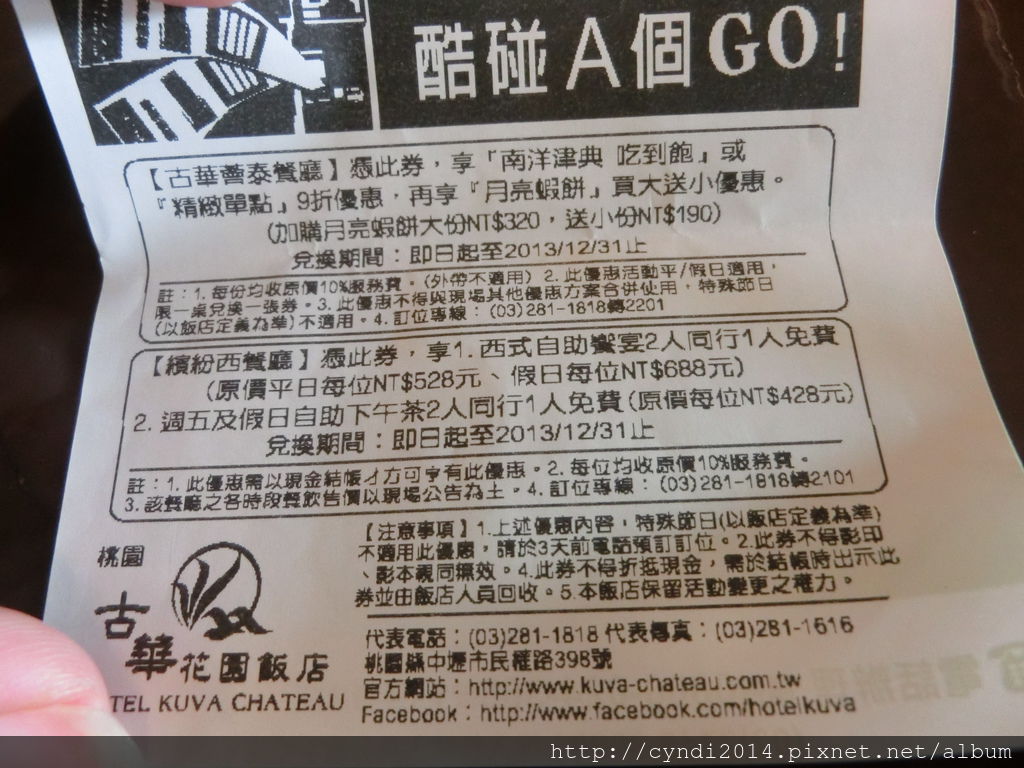 酷碰A個GO!
【古華薈泰餐廳】憑此券,享「南洋津典 吃到飽」或
『精緻單點」9折優惠,再享『月亮蝦餅』買大送小優惠。
(加購月亮蝦餅大份NT$320,送小份NT$190)
兌換期間:即日起至2013/12/31止
註:1. 每份均收原價10%服務費。(外帶不適用) 2. 此優惠活動平/假日適用,
限一桌兌換一張券。3. 此優惠不得與現場其他優惠方案合併使用,特殊節日
(以飯店定義為準)不適用。4. 訂位專線:(03)281-1818轉2201
【繽紛西餐廳】憑此券,享1. 西式自助饗宴2人同行1人免費
(原價平日每位NT$528元、假日每位NT$688元)
2. 週五及假日自助下午茶2人同行1人免費(原價每位NT$428元)
兌換期間:即日起至2013/12/31止
註:1. 此優惠需以現金結帳才方可享有此優惠。2. 每位均收原價10%服務費。
3. 該餐廳之各時段餐飲售價以現場公告為主。4. 訂位專線:(03)281-1818轉2101
【注意事項】1.上述優惠內容,特殊節日(以飯店定義為準)
不適用此優惠,請於3天前電話預訂訂位。2.此券不得影印
、影本視同無效。4.此券不得折抵現金,需於結帳時出示此
券並由飯店人員回收。5.本飯店保留活動變更之權力。
桃園
古華花園飯店
TEL KUVA CHATEAU
代表電話:(03)281-1818 代表傳真:(03)281-1616
桃園縣中壢市民權路398號
官方網站:http://www.kuva-chateau.com.tw
Facebook:http://www.facebook.com/hotelkuva
http://cyndi2014.pixnet.net/album